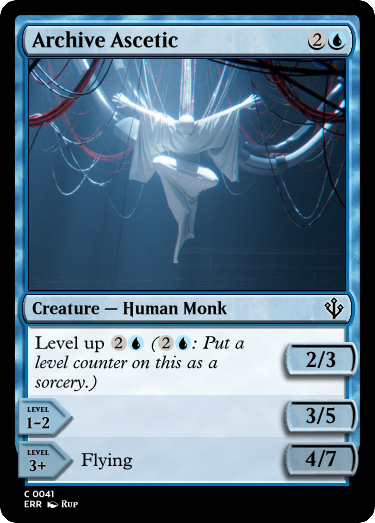 Archive Ascetic 2
Creature — Human Monk
Level up 2 (2: Put a
level counter on this as a
sorcery.)
2/3
LEVEL
1-2
3/5
LEVEL
3+
Flying
4/7
C 0041
ERR Rup